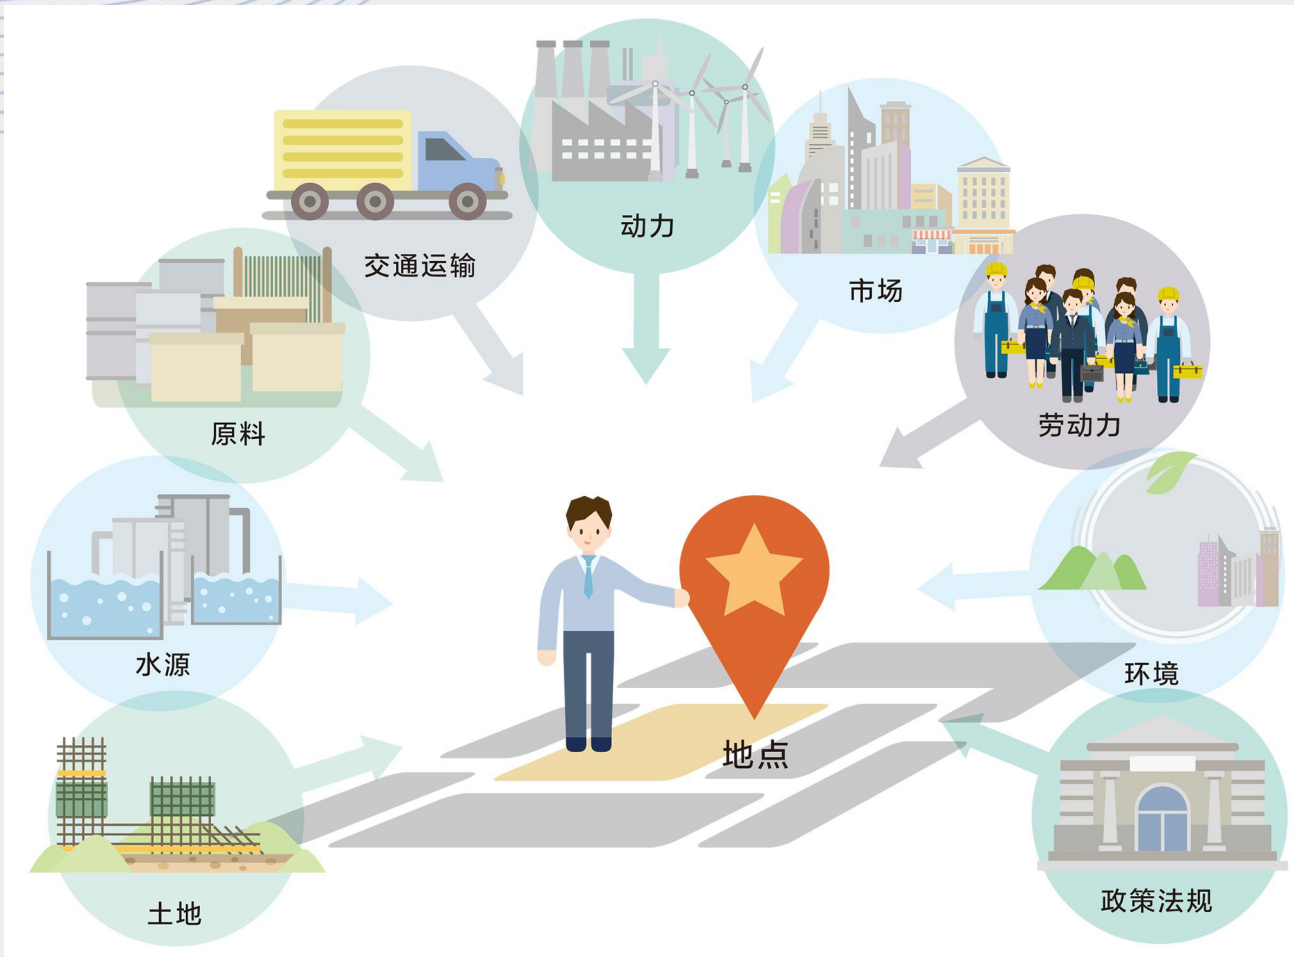 动力
交通运输
市场
原料
劳动力
水源
环境
地点
土地
政策法规